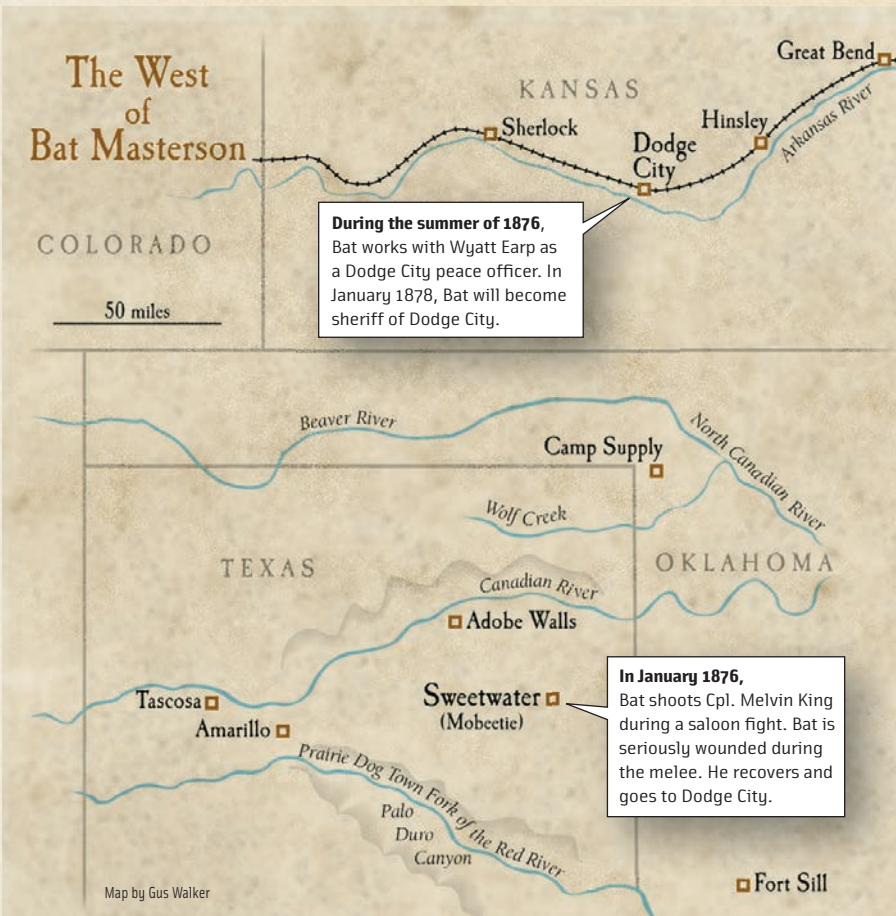 The West
of
Bat Masterson
Great Bend
KANSAS
Arkansas River
Hinsley
Sherlock
Dodge
City
During the summer of 1876,
Bat works with Wyatt Earp as
a Dodge City peace officer. In
January 1878, Bat will become
sheriff of Dodge City.
COLORADO
50 miles
Beaver River
North Canadian River
Camp Supply
Wolf Creek
TEXAS
OKLAHOMA
Canadian River
Adobe Walls
In January 1876,
Bat shoots Cpl. Melvin King
during a saloon fight. Bat is
seriously wounded during
the melee. He recovers and
goes to Dodge City.
Sweetwater
(Mobeetie)
Tascosa
Amarillo
Prairie Dog Town Fork of the Red River
Palo
Duro
Canyon
Fort Sill
Map by Gus Walker